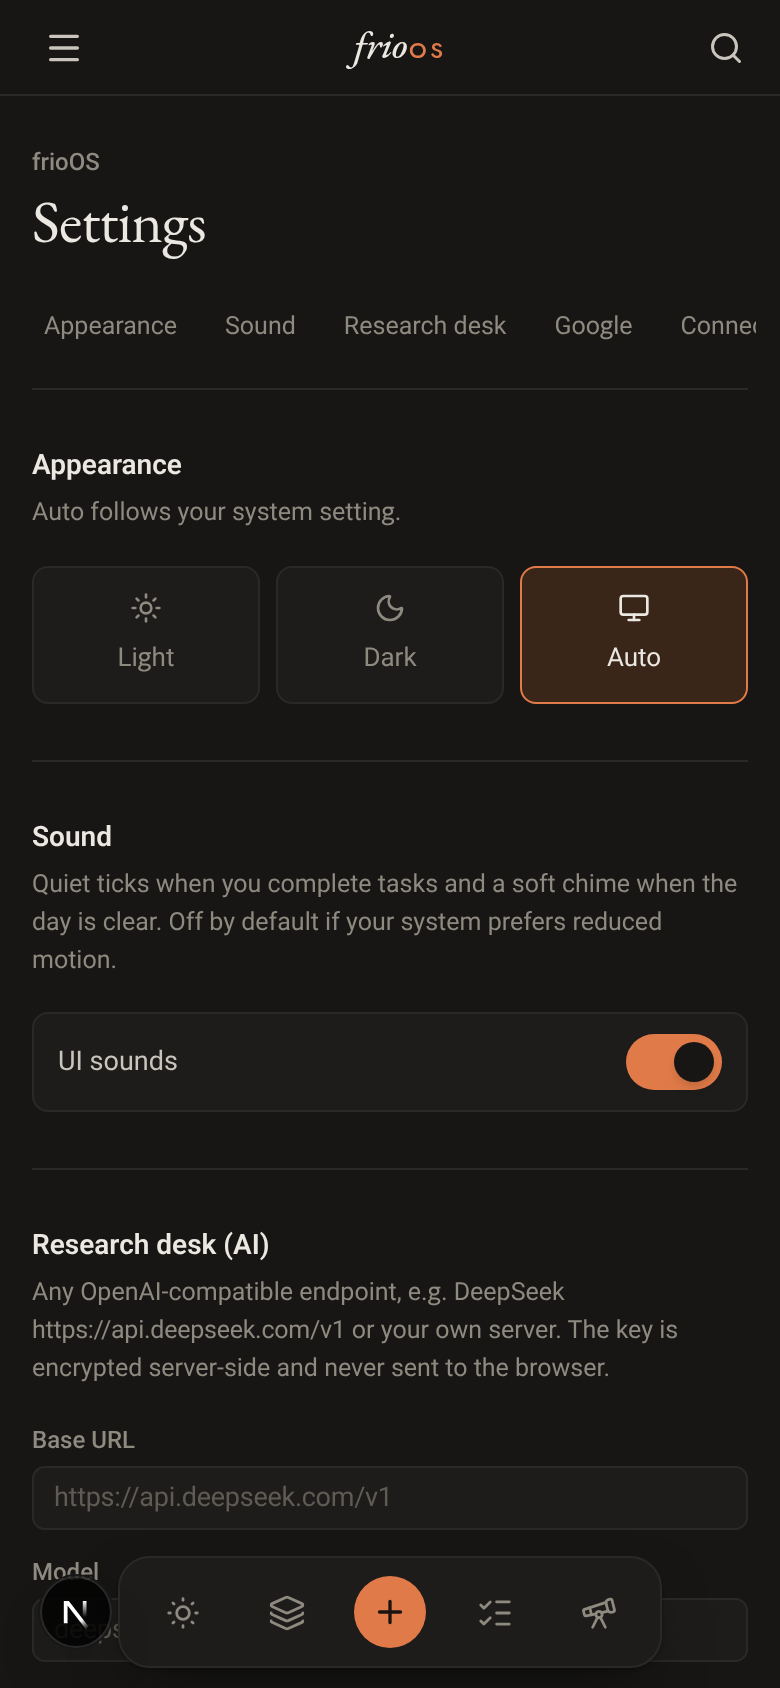 frioos
frioOS
Settings
Appearance Sound Research desk Google Connec
Appearance
Auto follows your system setting.
Light Dark Auto
Sound
Quiet ticks when you complete tasks and a soft chime when the
day is clear. Off by default if your system prefers reduced
motion.
UI sounds
Research desk (AI)
Any OpenAI-compatible endpoint, e.g. DeepSeek
https://api.deepseek.com/v1 or your own server. The key is
encrypted server-side and never sent to the browser.
Base URL
https://api.deepseek.com/v1
Model
N